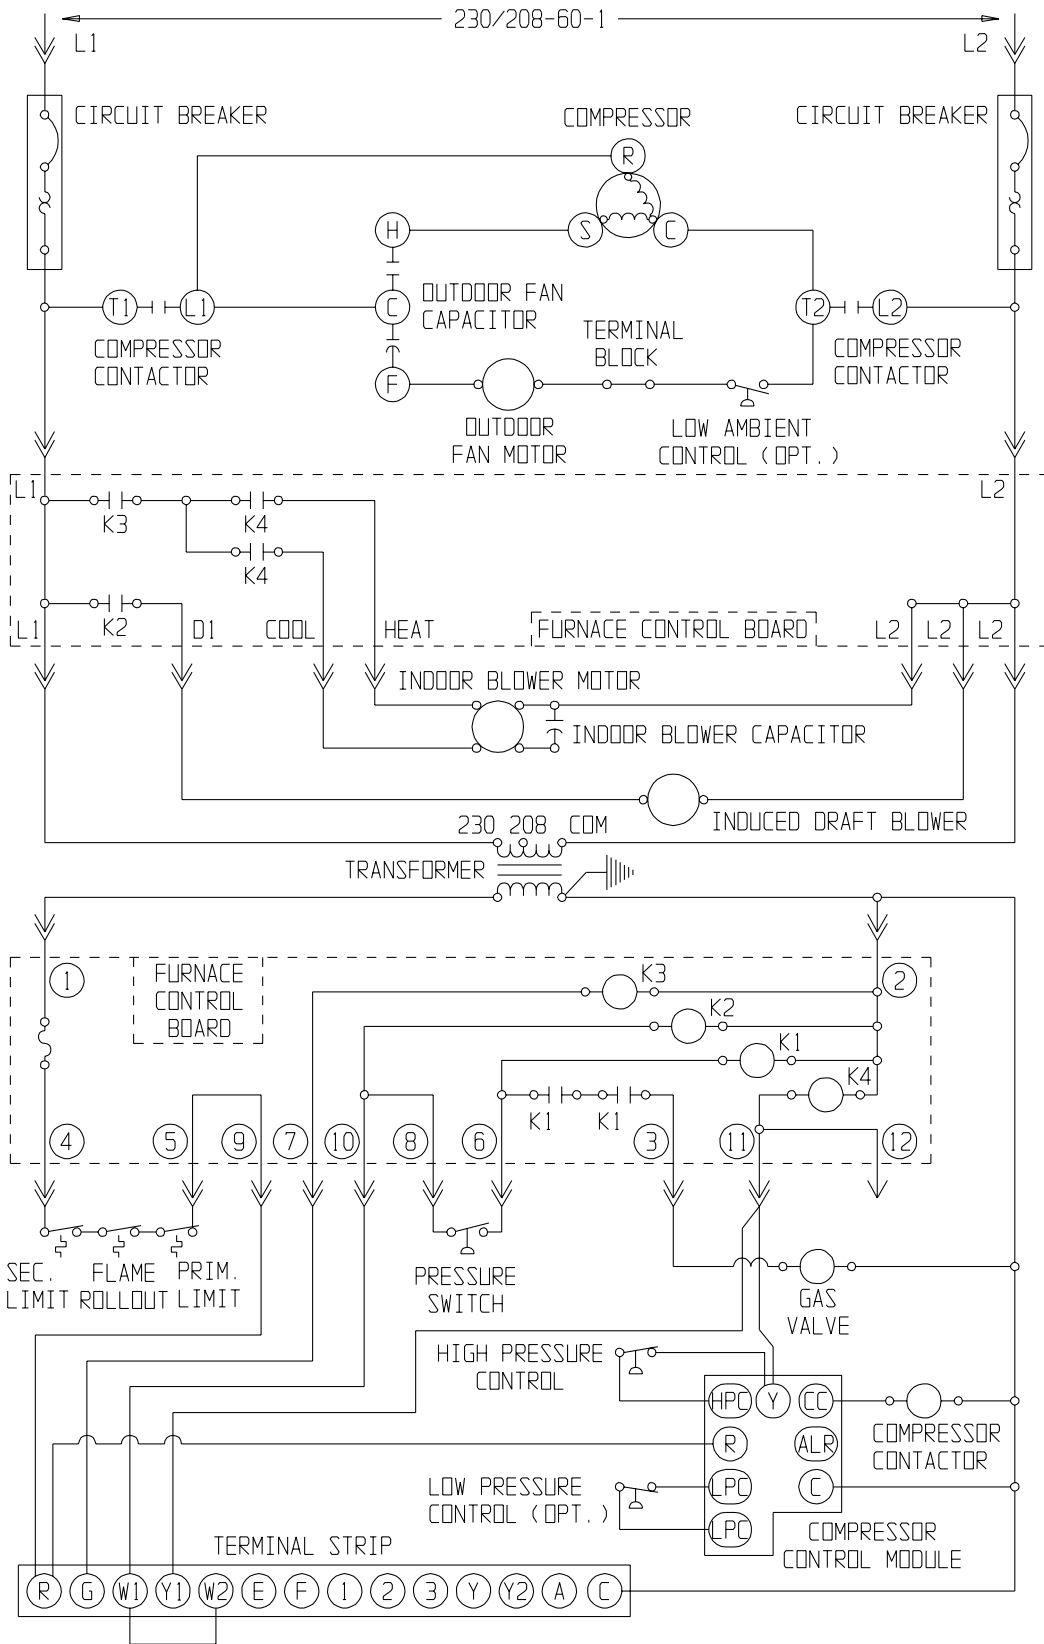 230/208-60-1
L1
L2
CIRCUIT BREAKER
COMPRESSOR
CIRCUIT BREAKER
R
H
S
C
T1
L1
C
OUTDOOR FAN
CAPACITOR
T2
L2
COMPRESSOR
CONTACTOR
TERMINAL
BLOCK
COMPRESSOR
CONTACTOR
F
OUTDOOR
FAN MOTOR
LOW AMBIENT
CONTROL (OPT.)
L1
L2
K3
K4
K4
L1
K2
D1
COOL
HEAT
FURNACE CONTROL BOARD
L2
L2
L2
INDOOR BLOWER MOTOR
INDOOR BLOWER CAPACITOR
INDUCED DRAFT BLOWER
230 208 COM
TRANSFORMER
1
FURNACE
CONTROL
BOARD
K3
2
K2
K1
K4
K1
K1
4
5
9
7
10
8
6
3
11
12
SEC.
LIMIT
FLAME
ROLLOUT
PRIM.
LIMIT
PRESSURE
SWITCH
GAS
VALVE
HIGH PRESSURE
CONTROL
HPC
Y
CC
COMPRESSOR
CONTACTOR
R
ALR
LOW PRESSURE
CONTROL (OPT.)
LPC
C
LPC
COMPRESSOR
CONTROL MODULE
TERMINAL STRIP
R G W1 Y1 W2 E F 1 2 3 Y Y2 A C